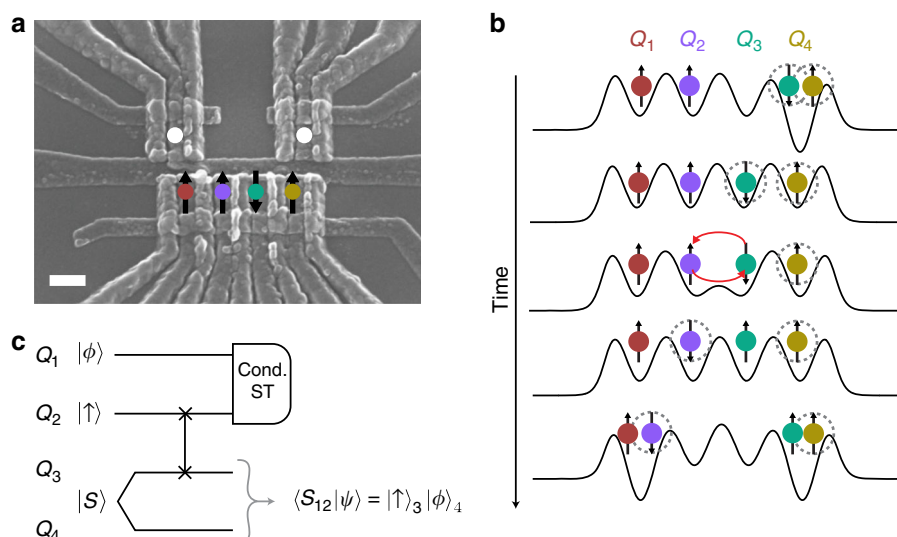 a
b
Q1 Q2 Q3 Q4
Time
c
Q1 |ϕ⟩
Cond.
ST
Q2 |↑⟩
Q3
|S⟩
⟨S12|ψ⟩ = |↑⟩3|ϕ⟩4
Q4